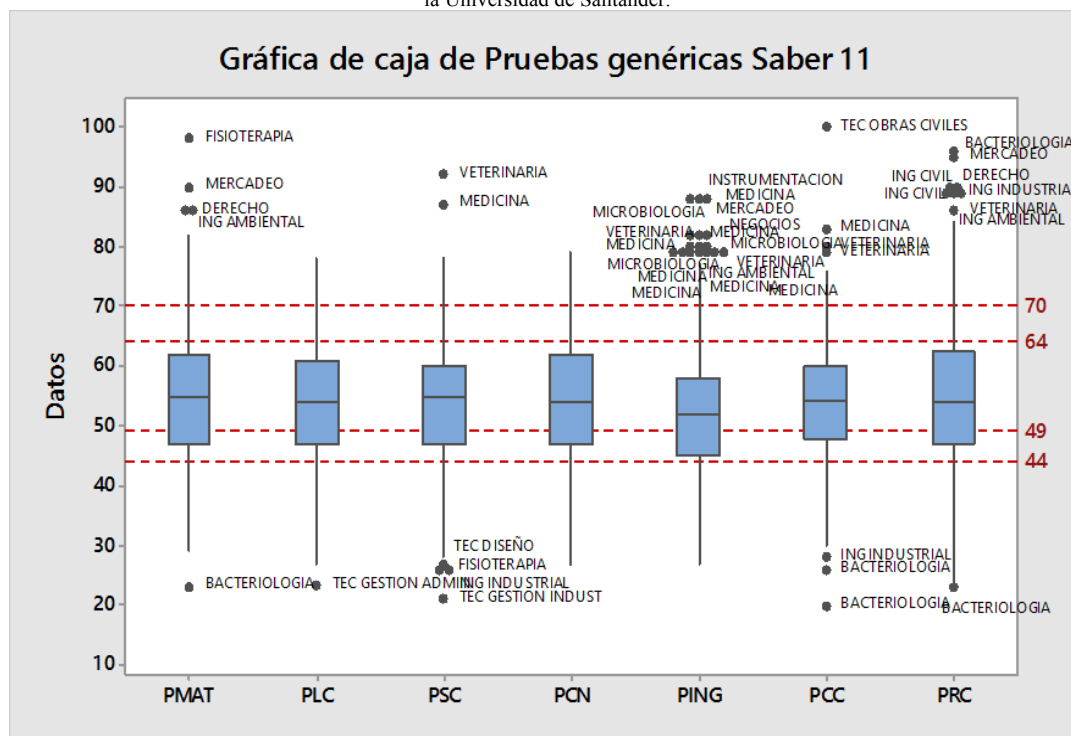 la Universidad de Santander.
Gráfica de caja de Pruebas genéricas Saber 11
Datos
100
90
80
70
60
50
40
30
20
10
FISIOTERAPIA
MERCADEO
DERECHO
ING AMBIENTAL
BACTERIOLOGIA
TEC GESTION ADMIN
VETERINARIA
MEDICINA
TEC DISEÑO
FISIOTERAPIA
ING INDUSTRIAL
TEC GESTION INDUST
INSTRUMENTACION
MEDICINA
MICROBIOLOGIA
MERCADEO
NEGOCIOS
VETERINARIA
MEDICINA
MEDICINA
MICROBIOLOGIA
MICROBIOLOGIA
VETERINARIA
MEDICINA
ING AMBIENTAL
MEDICINA
MEDICINA
MEDICINA
TEC OBRAS CIVILES
MEDICINA
VETERINARIA
VETERINARIA
ING INDUSTRIAL
BACTERIOLOGIA
BACTERIOLOGIA
BACTERIOLOGIA
MERCADEO
ING CIVIL
DERECHO
ING CIVIL
ING INDUSTRIA
VETERINARIA
ING AMBIENTAL
BACTERIOLOGIA
70
64
49
44
PMAT PLC PSC PCN PING PCC PRC